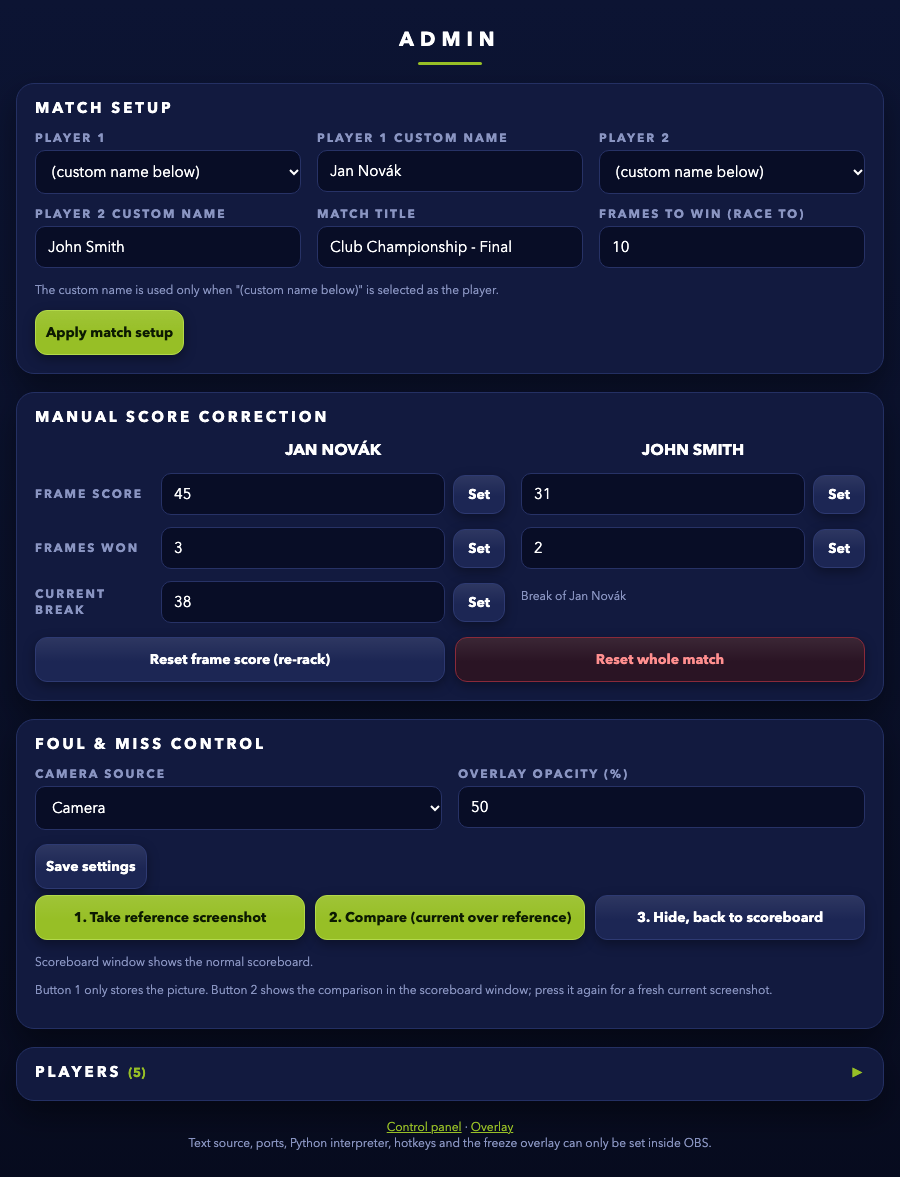 ADMIN
MATCH SETUP
PLAYER 1
PLAYER 1 CUSTOM NAME
PLAYER 2
(custom name below)
Jan Novák
(custom name below)
PLAYER 2 CUSTOM NAME
MATCH TITLE
FRAMES TO WIN (RACE TO)
John Smith
Club Championship - Final
10
The custom name is used only when "(custom name below)" is selected as the player.
Apply match setup
MANUAL SCORE CORRECTION
JAN NOVÁK
JOHN SMITH
FRAME SCORE
45
Set
31
Set
FRAMES WON
3
Set
2
Set
CURRENT
BREAK
38
Set
Break of Jan Novák
Reset frame score (re-rack)
Reset whole match
FOUL & MISS CONTROL
CAMERA SOURCE
OVERLAY OPACITY (%)
Camera
50
Save settings
1. Take reference screenshot
2. Compare (current over reference)
3. Hide, back to scoreboard
Scoreboard window shows the normal scoreboard.
Button 1 only stores the picture. Button 2 shows the comparison in the scoreboard window; press it again for a fresh current screenshot.
PLAYERS (5)
Control panel · Overlay
Text source, ports, Python interpreter, hotkeys and the freeze overlay can only be set inside OBS.